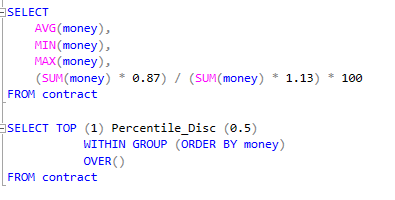 SELECT
AVG(money),
MIN(money),
MAX(money),
(SUM(money) * 0.87) / (SUM(money) * 1.13) * 100
FROM contract
SELECT TOP (1) Percentile_Disc (0.5)
WITHIN GROUP (ORDER BY money)
OVER()
FROM contract